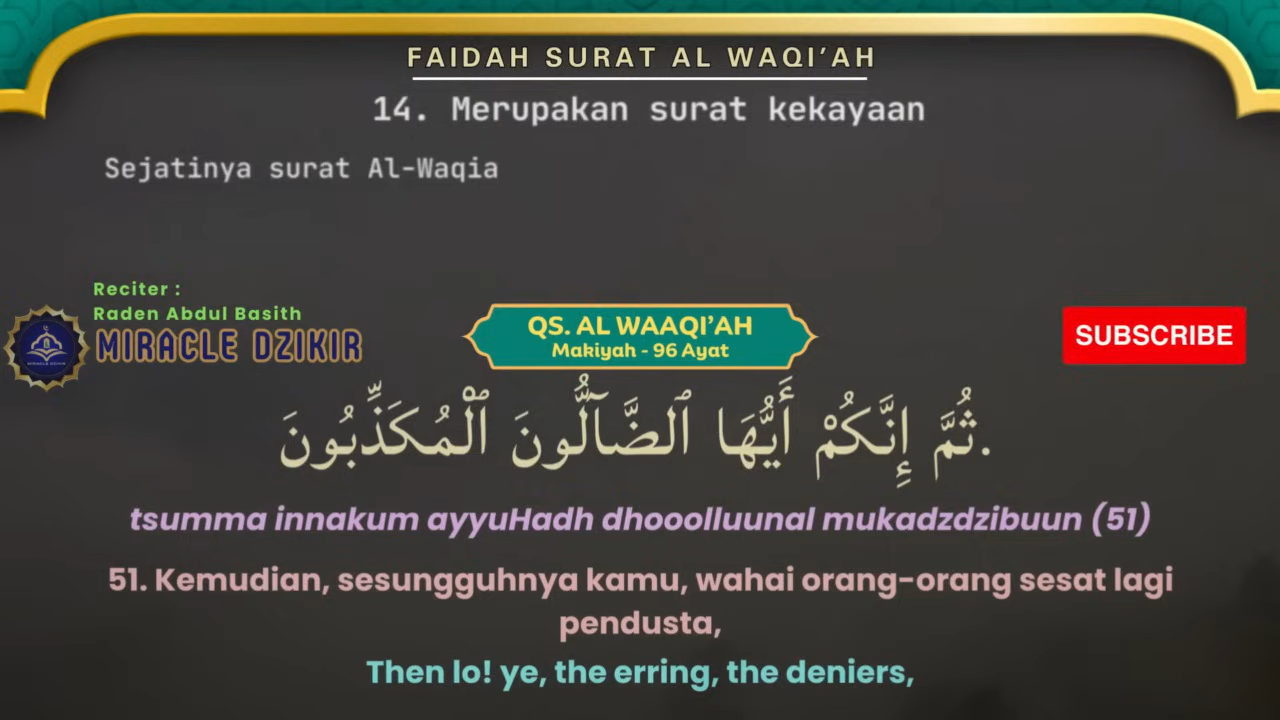 FAIDAH SURAT AL WAQI’AH
14. Merupakan surat kekayaan
Sejatinya surat Al-Waqia
Reciter :
Raden Abdul Basith
MIRACLE DZIKIR
QS. AL WAAQI’AH
Makiyah - 96 Ayat
SUBSCRIBE
ثُمَّ إِنَّكُمْ أَيُّهَا ٱلضَّآلُّونَ ٱلْمُكَذِّبُونَ.
tsumma innakum ayyuHadh dhooolluunal mukadzdzibuun (51)
51. Kemudian, sesungguhnya kamu, wahai orang-orang sesat lagi
pendusta,
Then lo! ye, the erring, the deniers,